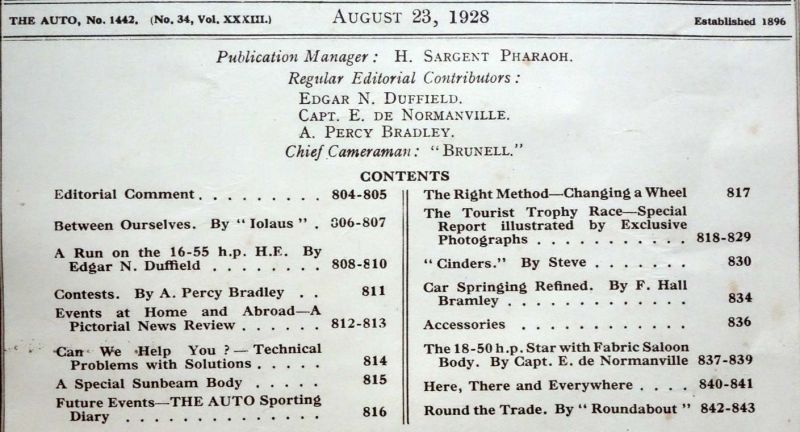 THE AUTO, No. 1442. (No. 34, Vol. XXXIII.) AUGUST 23, 1928 Established 1896
Publication Manager: H. SARGENT PHARAOH.
Regular Editorial Contributors:
EDGAR N. DUFFIELD.
CAPT. E. DE NORMANVILLE.
A. PERCY BRADLEY.
Chief Cameraman: "BRUNELL."
CONTENTS
Editorial Comment . . . . . . . . . 804-805
Between Ourselves. By "Iolaus" . 806-807
A Run on the 16-55 h.p. H.E. By
Edgar N. Duffield . . . . . . . . 808-810
Contests. By A. Percy Bradley . . 811
Events at Home and Abroad—A
Pictorial News Review . . . . . . 812-813
Can We Help You?—Technical
Problems with Solutions . . . . . 814
A Special Sunbeam Body . . . . . 815
Future Events—THE AUTO Sporting
Diary . . . . . . . . . . . . . . 816
The Right Method—Changing a Wheel 817
The Tourist Trophy Race—Special
Report illustrated by Exclusive
Photographs . . . . . . . . . . . 818-829
"Cinders." By Steve . . . . . . . 830
Car Springing Refined. By F. Hall
Bramley . . . . . . . . . . . . . 834
Accessories . . . . . . . . . . . 836
The 18-50 h.p. Star with Fabric Saloon
Body. By Capt. E. de Normanville 837-839
Here, There and Everywhere . . . . 840-841
Round the Trade. By "Roundabout" 842-843